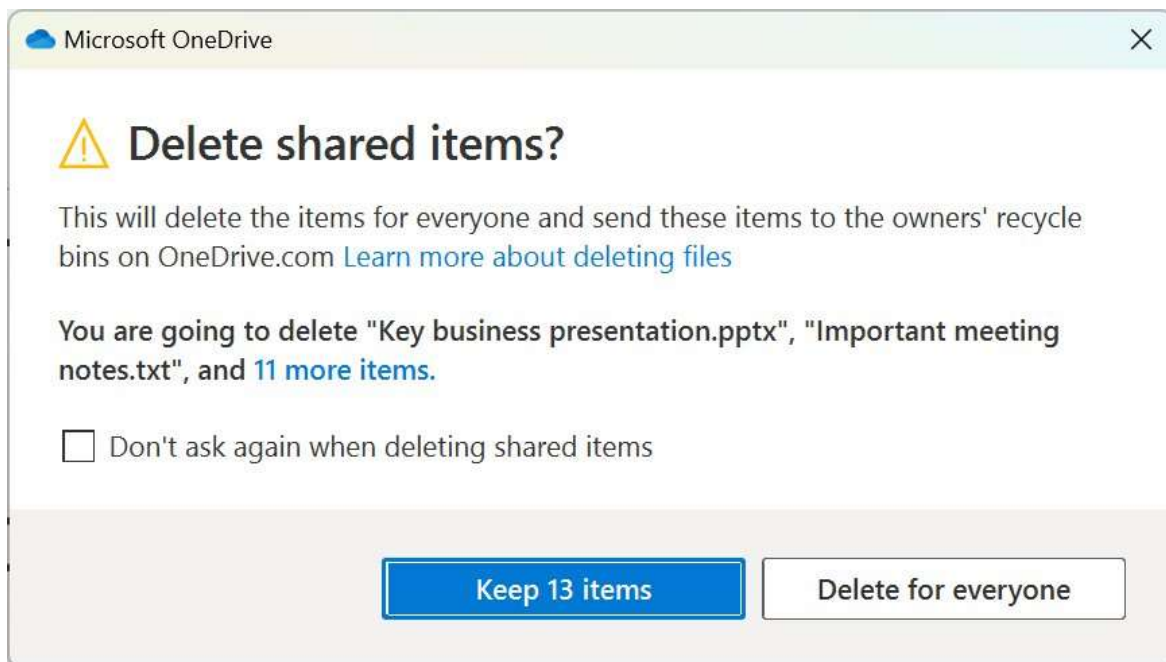 Microsoft OneDrive
Delete shared items?
This will delete the items for everyone and send these items to the owners' recycle
bins on OneDrive.com Learn more about deleting files
You are going to delete "Key business presentation.pptx", "Important meeting
notes.txt", and 11 more items.
Don't ask again when deleting shared items
Keep 13 items
Delete for everyone